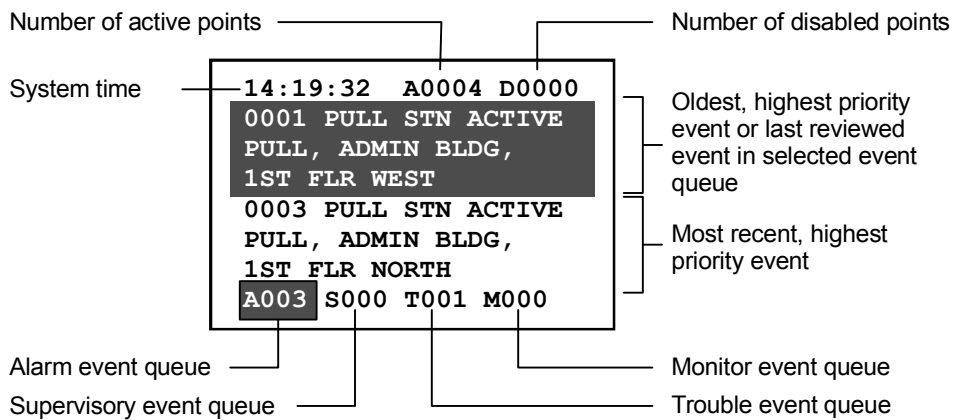 Number of active points
Number of disabled points
System time
14:19:32 A0004 D0000
0001 PULL STN ACTIVE
PULL, ADMIN BLDG,
1ST FLR WEST
0003 PULL STN ACTIVE
PULL, ADMIN BLDG,
1ST FLR NORTH
A003 S000 T001 M000
Oldest, highest priority
event or last reviewed
event in selected event
queue
Most recent, highest
priority event
Alarm event queue
Supervisory event queue
Monitor event queue
Trouble event queue